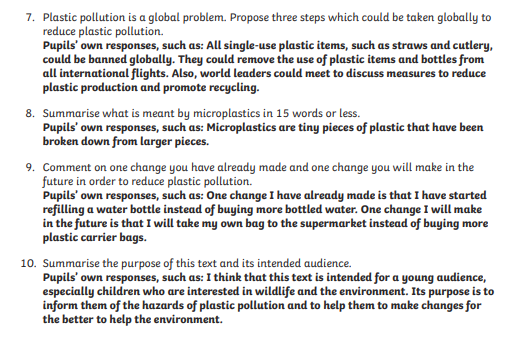 7. Plastic pollution is a global problem. Propose three steps which could be taken globally to
reduce plastic pollution.
Pupils' own responses, such as: All single-use plastic items, such as straws and cutlery,
could be banned globally. They could remove the use of plastic items and bottles from
all international flights. Also, world leaders could meet to discuss measures to reduce
plastic production and promote recycling.
8. Summarise what is meant by microplastics in 15 words or less.
Pupils' own responses, such as: Microplastics are tiny pieces of plastic that have been
broken down from larger pieces.
9. Comment on one change you have already made and one change you will make in the
future in order to reduce plastic pollution.
Pupils' own responses, such as: One change I have already made is that I have started
refilling a water bottle instead of buying more bottled water. One change I will make
in the future is that I will take my own bag to the supermarket instead of buying more
plastic carrier bags.
10. Summarise the purpose of this text and its intended audience.
Pupils' own responses, such as: I think that this text is intended for a young audience,
especially children who are interested in wildlife and the environment. Its purpose is to
inform them of the hazards of plastic pollution and to help them to make changes for
the better to help the environment.